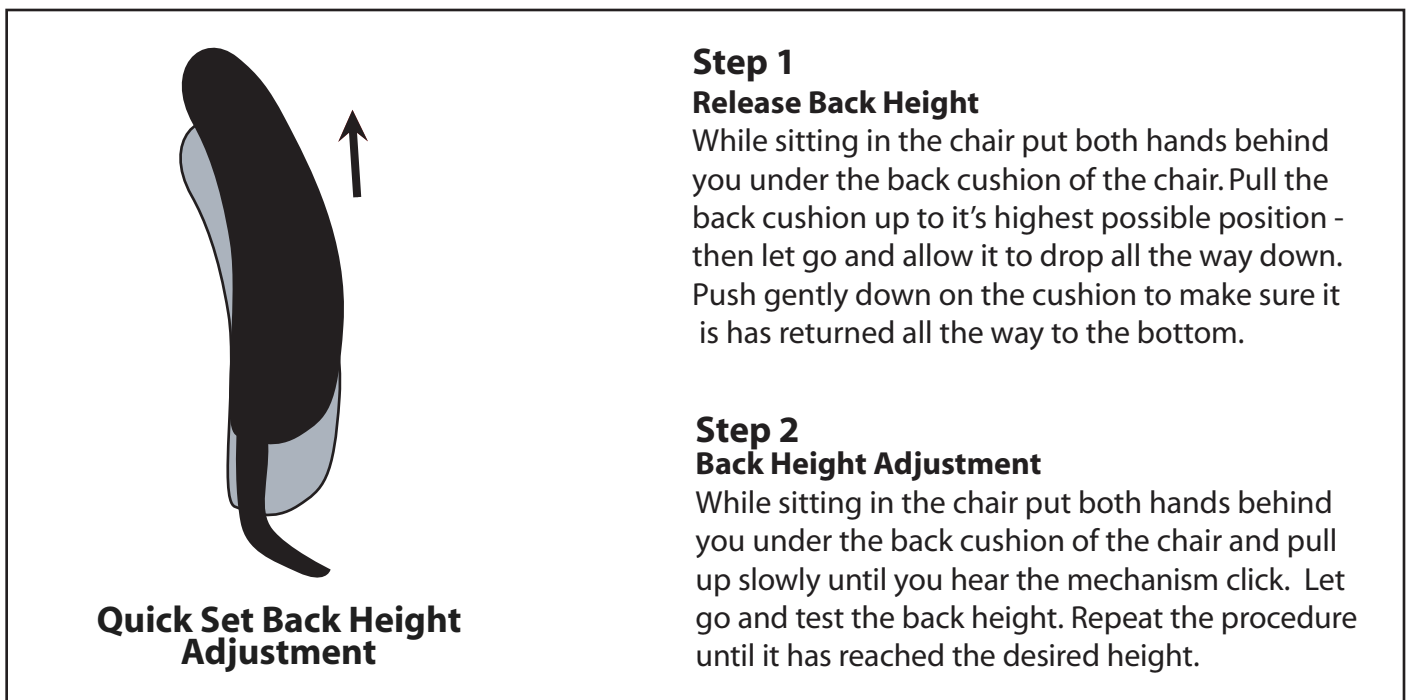 Step 1
Release Back Height
While sitting in the chair put both hands behind
you under the back cushion of the chair. Pull the
back cushion up to it’s highest possible position -
then let go and allow it to drop all the way down.
Push gently down on the cushion to make sure it
is has returned all the way to the bottom.
Step 2
Back Height Adjustment
While sitting in the chair put both hands behind
you under the back cushion of the chair and pull
up slowly until you hear the mechanism click.  Let
go and test the back height. Repeat the procedure
until it has reached the desired height.
Quick Set Back Height
Adjustment